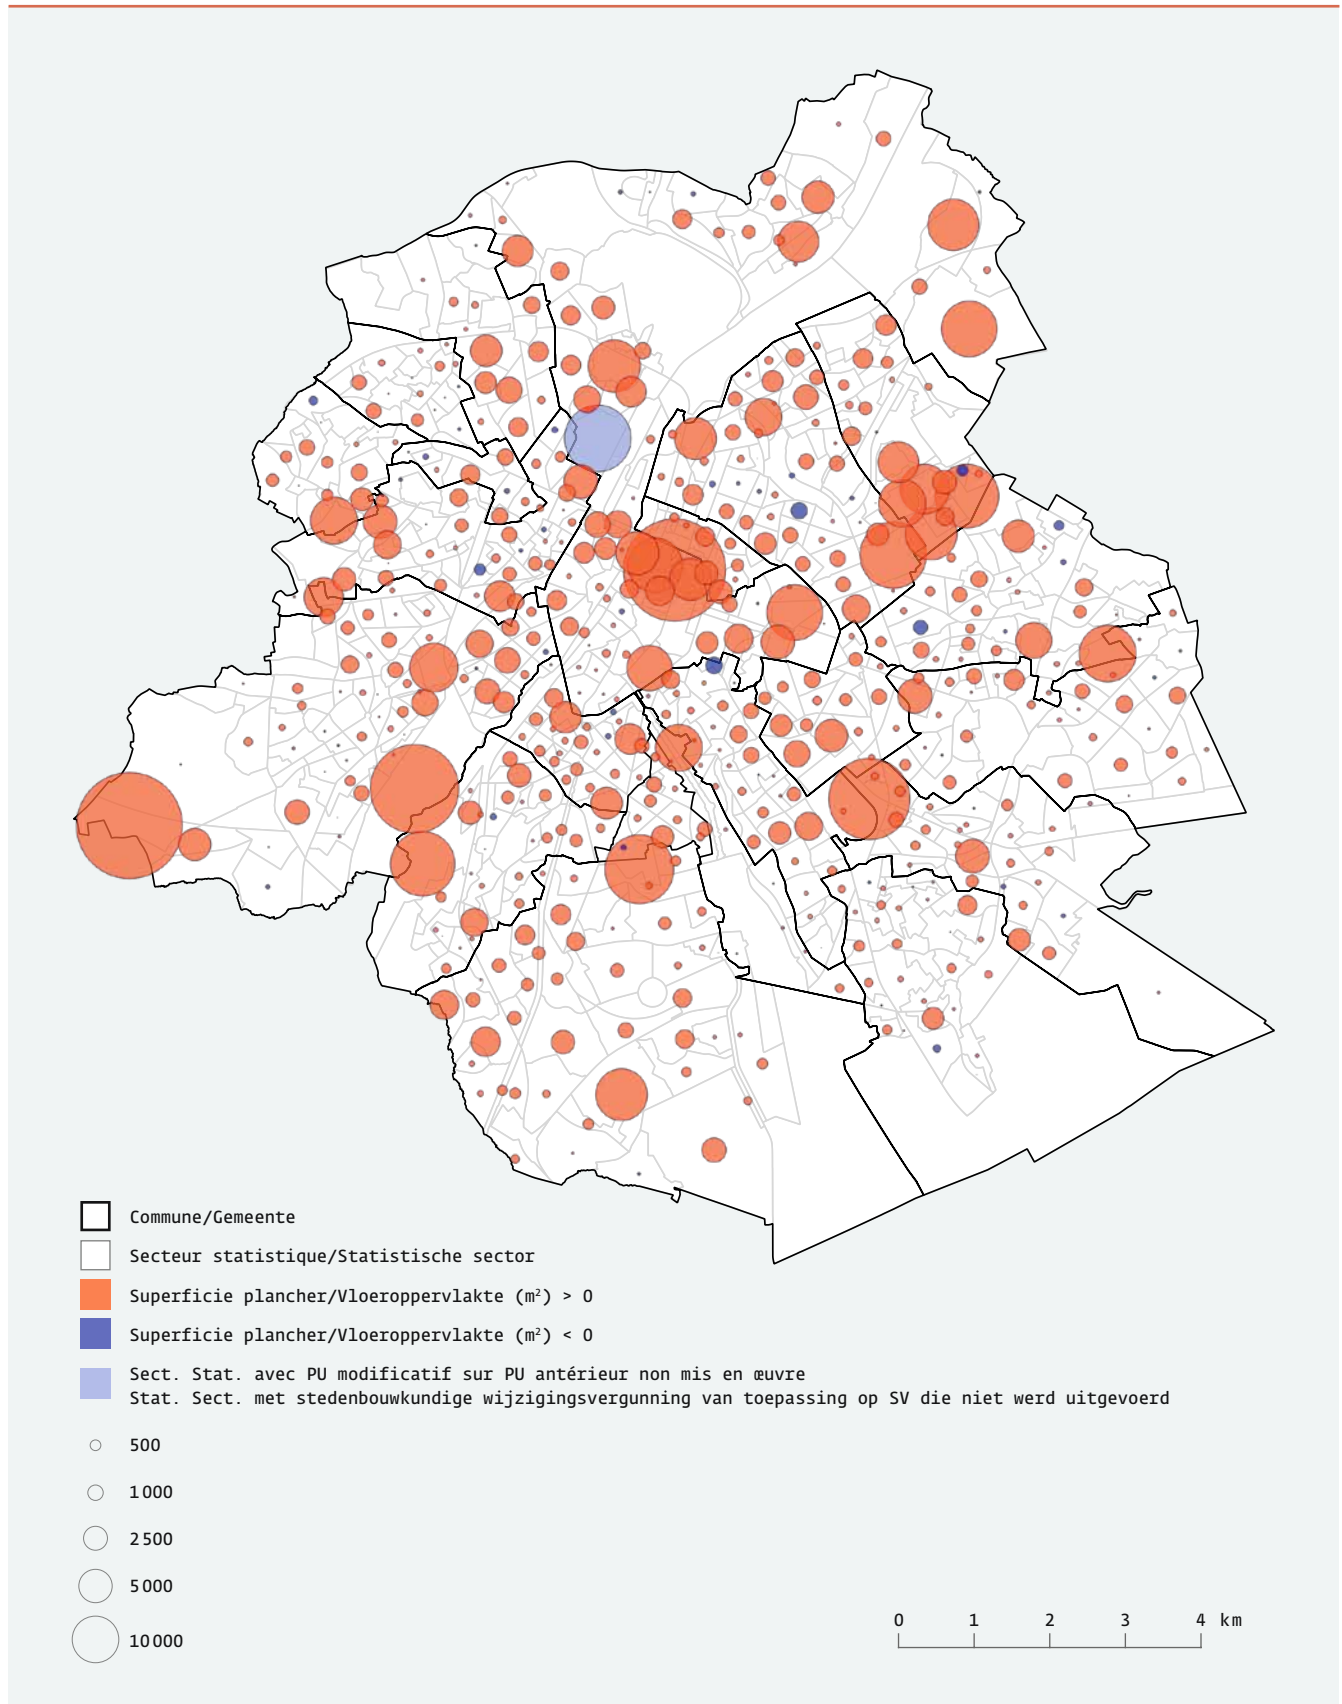 Commune/Gemeente
Secteur statistique/Statistische sector
Superficie plancher/Vloeroppervlakte (m²) > 0
Superficie plancher/Vloeroppervlakte (m²) < 0
Sect. Stat. avec PU modificatif sur PU antérieur non mis en œuvre
Stat. Sect. met stedenbouwkundige wijzigingsvergunning van toepassing op SV die niet werd uitgevoerd
500
1 000
2 500
5 000
10 000
0 1 2 3 4 km